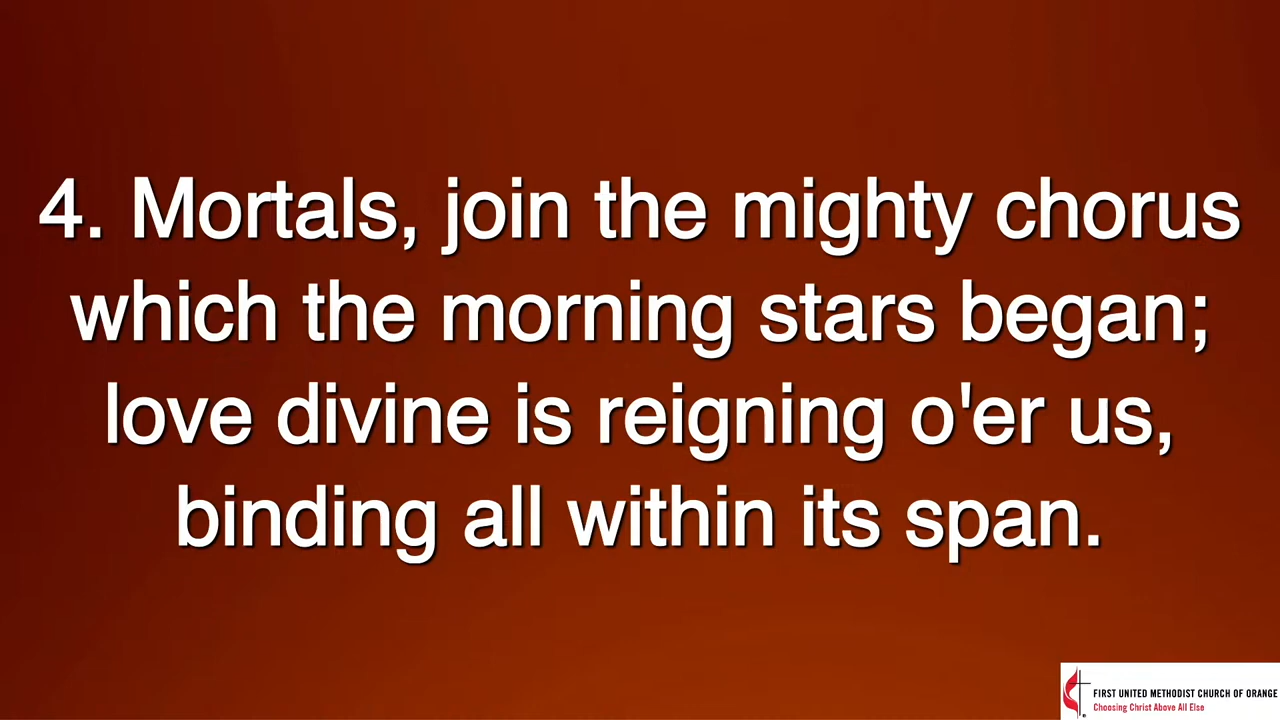 4. Mortals, join the mighty chorus
which the morning stars began;
love divine is reigning o'er us,
binding all within its span.
FIRST UNITED METHODIST CHURCH OF ORANGE
Choosing Christ Above All Else